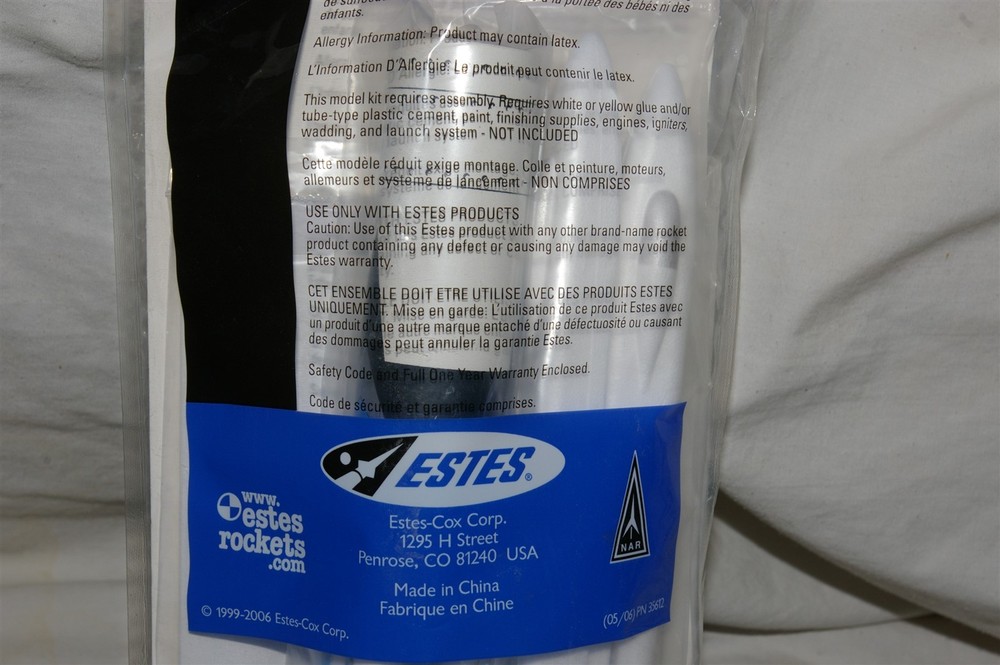 à la portée des bébés ni des
enfants.
Allergy Information: Product may contain latex.
L'Information D'Allergie: Le produit peut contenir le latex.
This model kit requires assembly. Requires white or yellow glue and/or
tube-type plastic cement, paint, finishing supplies, engines, igniters,
wadding, and launch system - NOT INCLUDED
Cette modèle réduit exige montage. Colle et peinture, moteurs,
allemeurs et systeme de lancement - NON COMPRISES
USE ONLY WITH ESTES PRODUCTS
Caution: Use of this Estes product with any other brand-name rocket
product containing any defect or causing any damage may void the
Estes warranty.
CET ENSEMBLE DOIT ETRE UTILISE AVEC DES PRODUITS ESTES
UNIQUEMENT. Mise en garde: L'utilisation de ce produit Estes avec
un produit d'une autre marque entaché d'une défectuosité ou causant
des dommages peut annuler la garantie Estes.
Safety Code and Full One Year Warranty Enclosed.
Code de sécurité et garantie comprises.
ESTES®
www.
estes
rockets
.com
Estes-Cox Corp.
1295 H Street
Penrose, CO 81240 USA
Made in China
Fabrique en Chine
NAR
© 1999-2006 Estes-Cox Corp.
(05/06) PN 35612